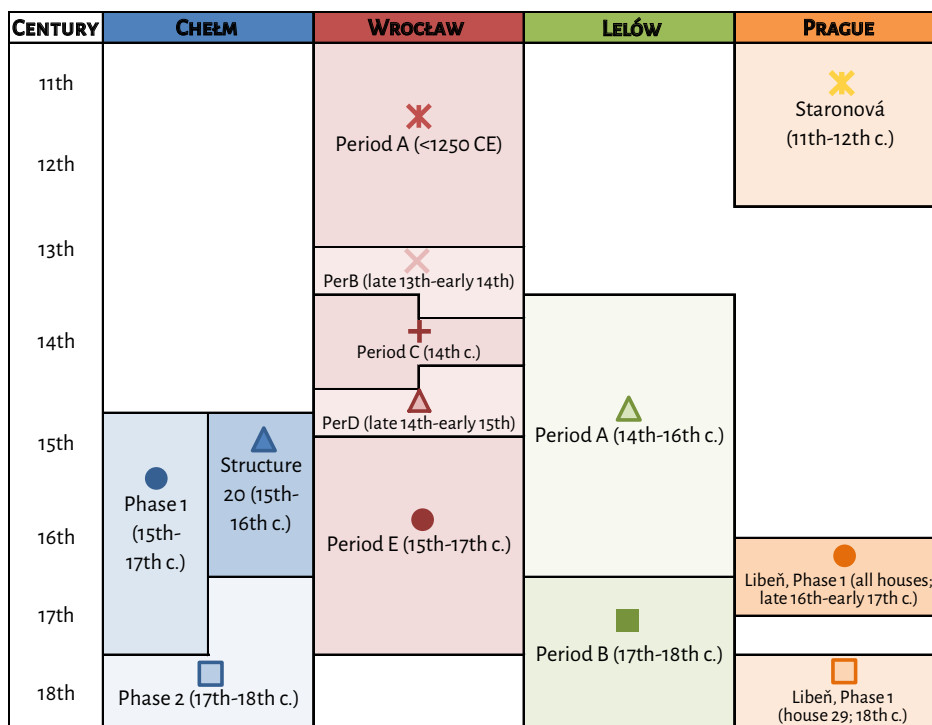 CENTURY CHEŁM WROCŁAW LELÓW PRAGUE
11th
12th
13th
14th
15th
16th
17th
18th
Phase 1
(15th-
17th c.)
Structure
20 (15th-
16th c.)
Phase 2 (17th-18th c.)
Period A (<1250 CE)
PerB (late 13th-early 14th)
Period C (14th c.)
PerD (late 14th-early 15th)
Period E (15th-17th c.)
Period A (14th-16th c.)
Period B (17th-18th c.)
Staronová
(11th-12th c.)
Libeň, Phase 1 (all houses;
late 16th-early 17th c.)
Libeň, Phase 1
(house 29; 18th c.)